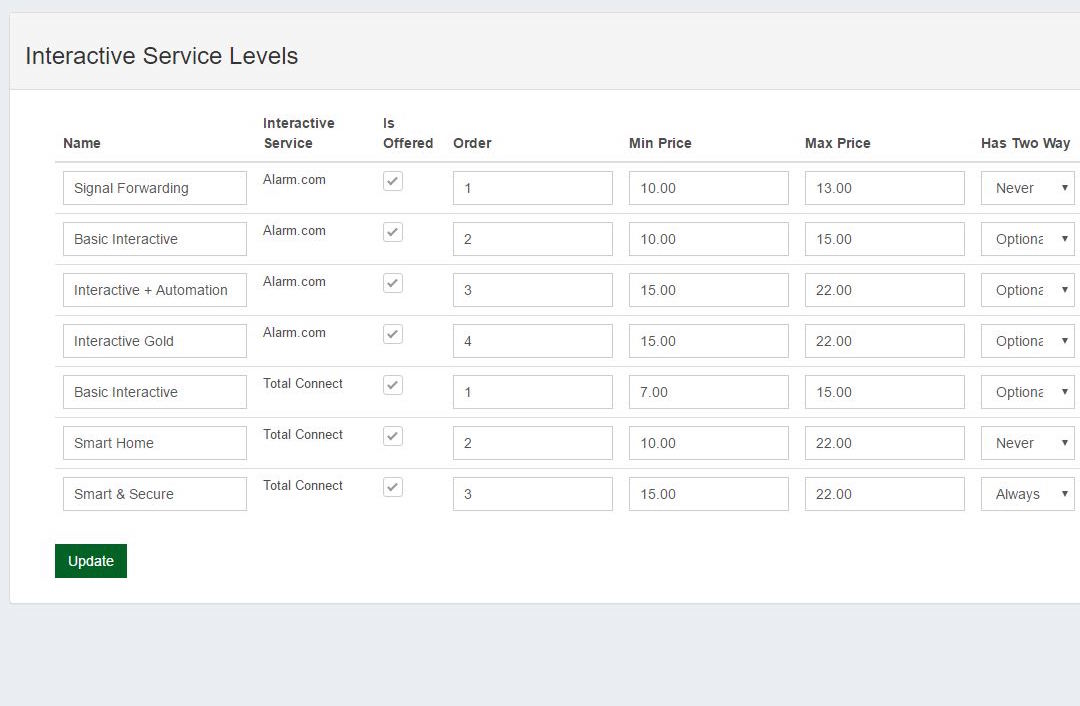 Interactive Service Levels
Name Interactive Service Is Offered Order Min Price Max Price Has Two Way
Signal Forwarding Alarm.com 1 10.00 13.00 Never
Basic Interactive Alarm.com 2 10.00 15.00 Optiona
Interactive + Automation Alarm.com 3 15.00 22.00 Optiona
Interactive Gold Alarm.com 4 15.00 22.00 Optiona
Basic Interactive Total Connect 1 7.00 15.00 Optiona
Smart Home Total Connect 2 10.00 22.00 Never
Smart & Secure Total Connect 3 15.00 22.00 Always
Update